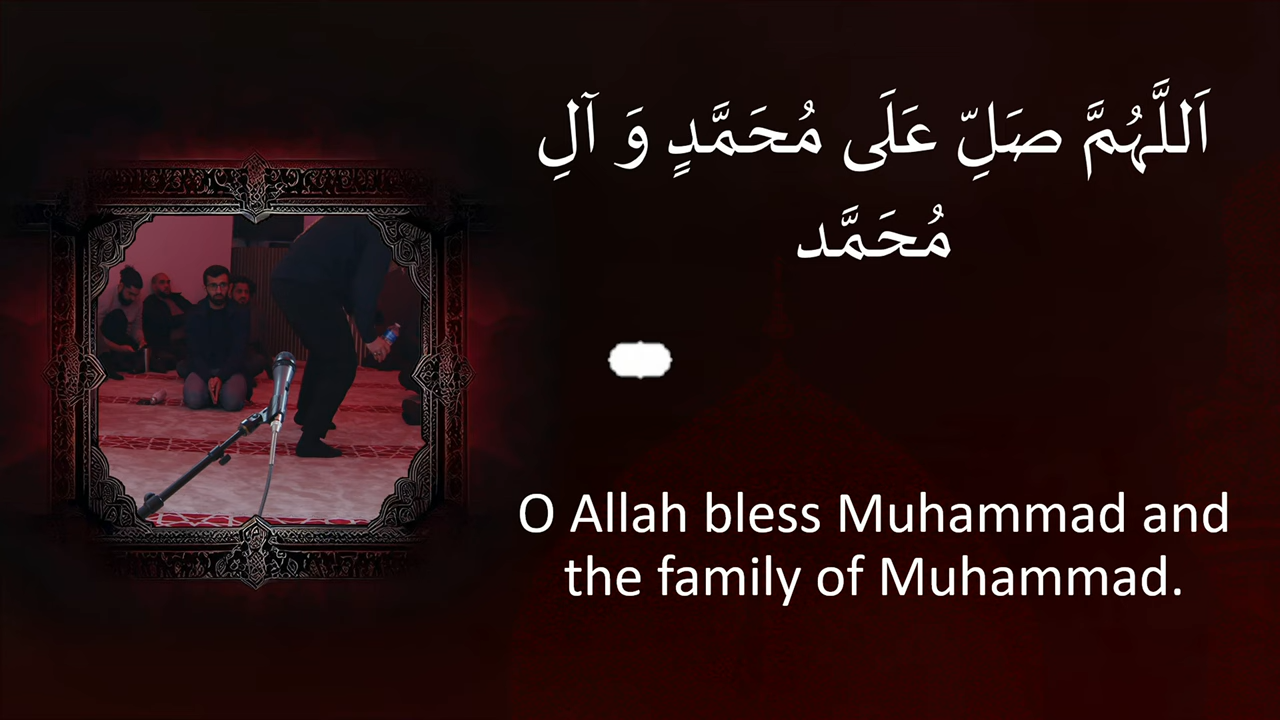 اَللَّهُمَّ صَلِّ عَلَى مُحَمَّدٍ وَ آلِ
مُحَمَّد
O Allah bless Muhammad and
the family of Muhammad.